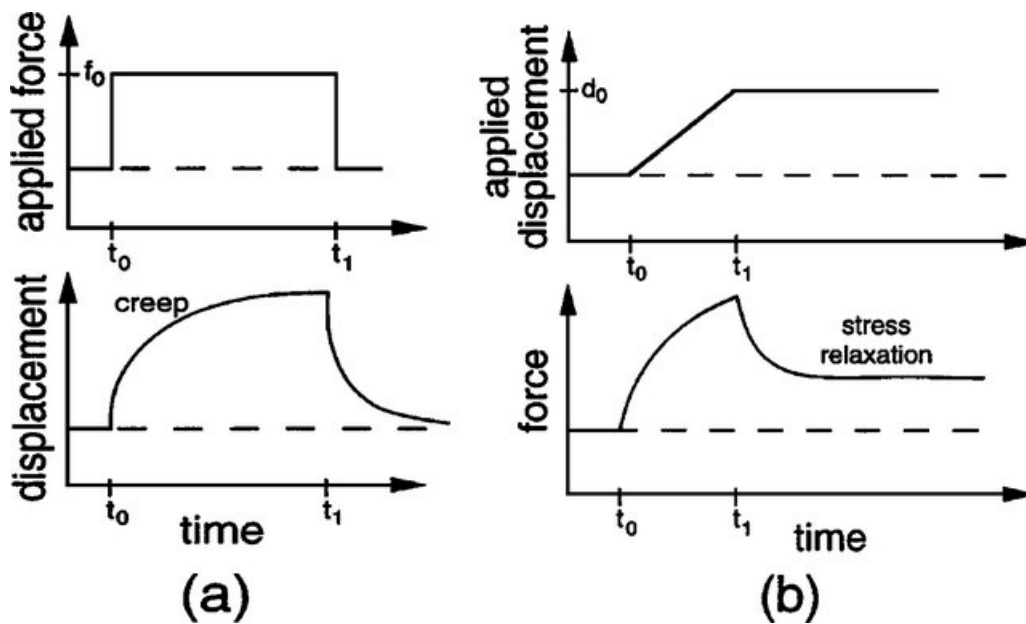 applied force
f₀
t₀
t₁
displacement
creep
t₀
t₁
time
(a)
applied
displacement
d₀
t₀
t₁
force
stress
relaxation
t₀
t₁
time
(b)